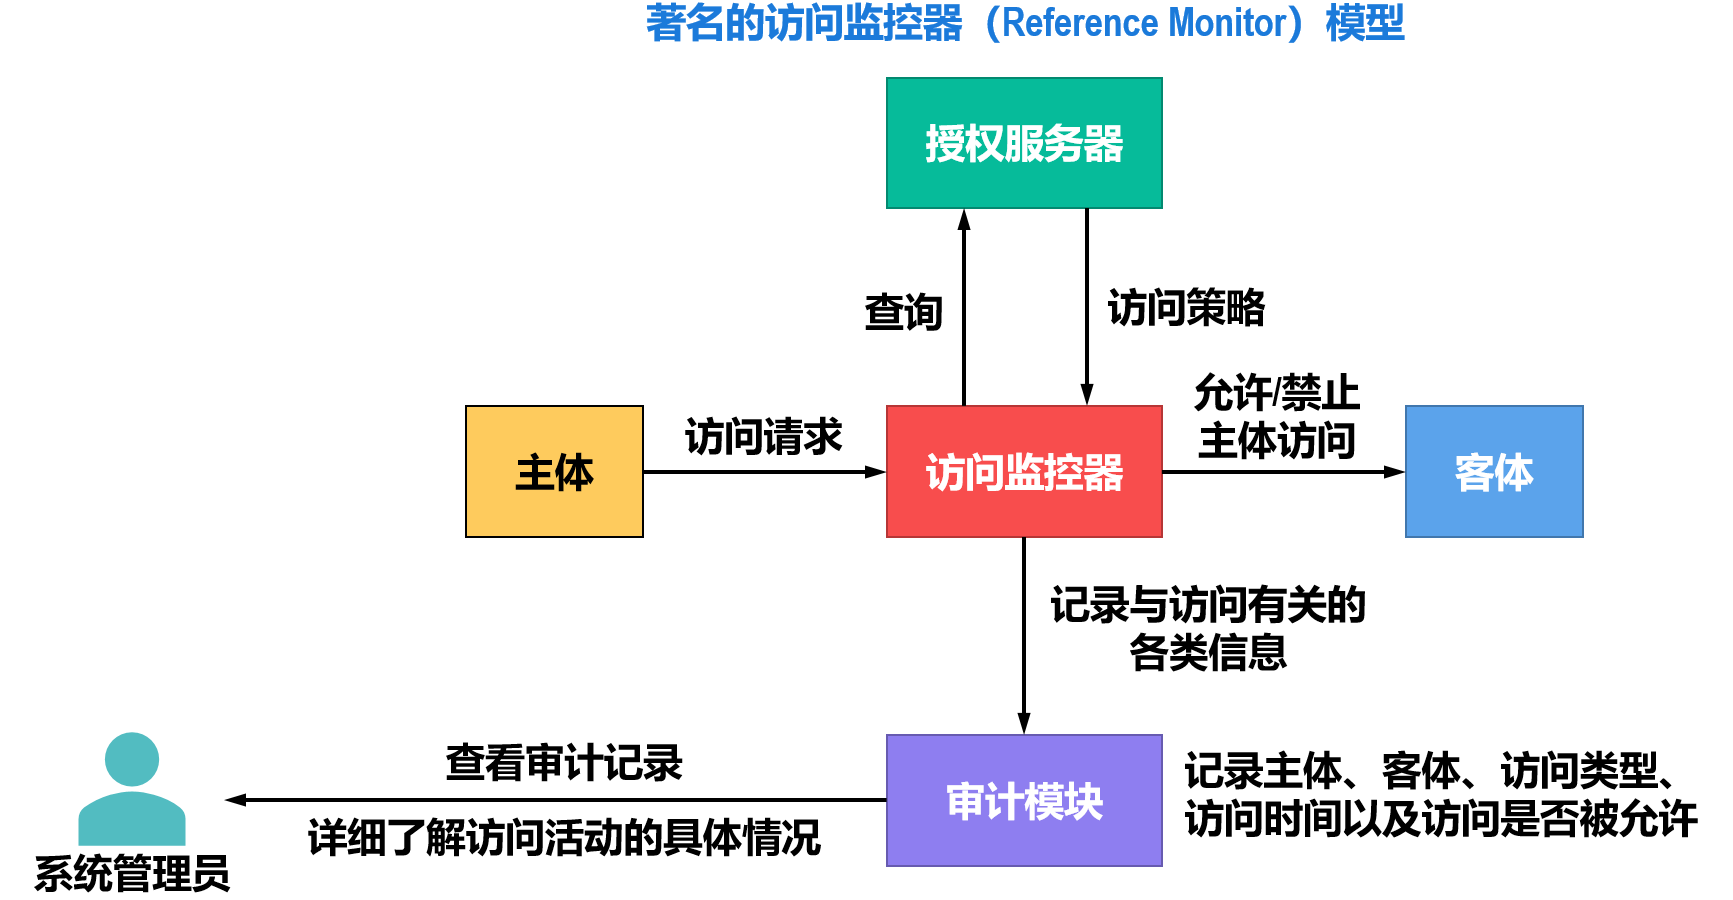 著名的访问监控器（Reference Monitor）模型
授权服务器
查询
访问策略
允许/禁止
主体访问
访问请求
主体
访问监控器
客体
记录与访问有关的
各类信息
查看审计记录
审计模块
记录主体、客体、访问类型、
访问时间以及访问是否被允许
详细了解访问活动的具体情况
系统管理员